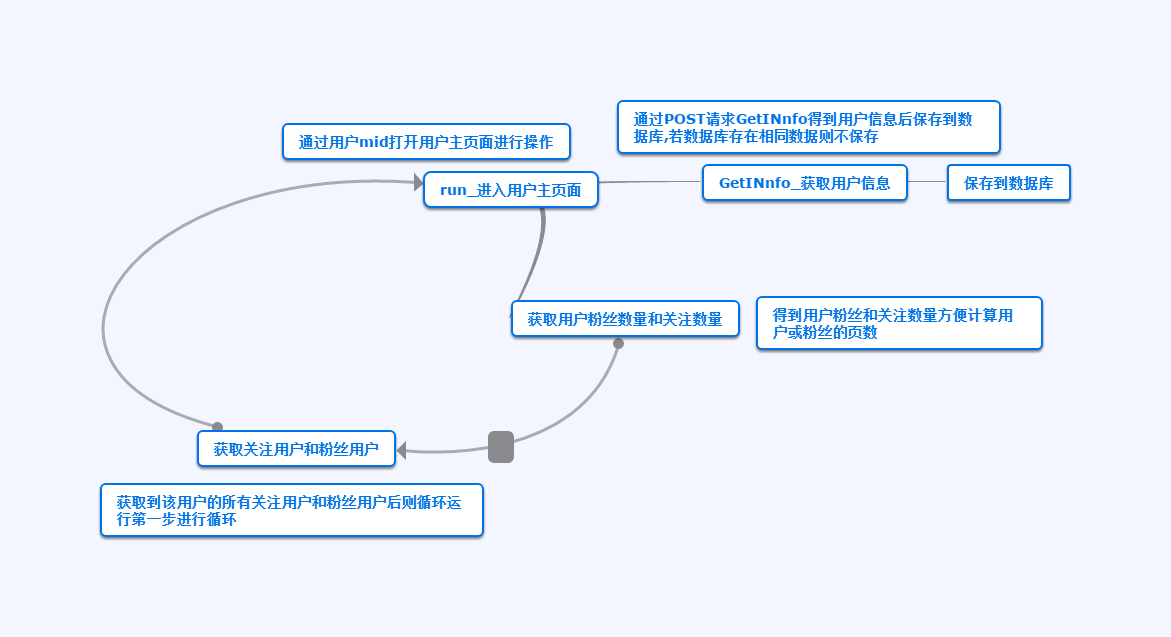 通过POST请求GetINnfo得到用户信息后保存到数
据库,若数据库存在相同数据则不保存
通过用户mid打开用户主页面进行操作
run_进入用户主页面
GetINnfo_获取用户信息
保存到数据库
获取用户粉丝数量和关注数量
得到用户粉丝和关注数量方便计算用
户或粉丝的页数
获取关注用户和粉丝用户
获取到该用户的所有关注用户和粉丝用户后则循环运
行第一步进行循环